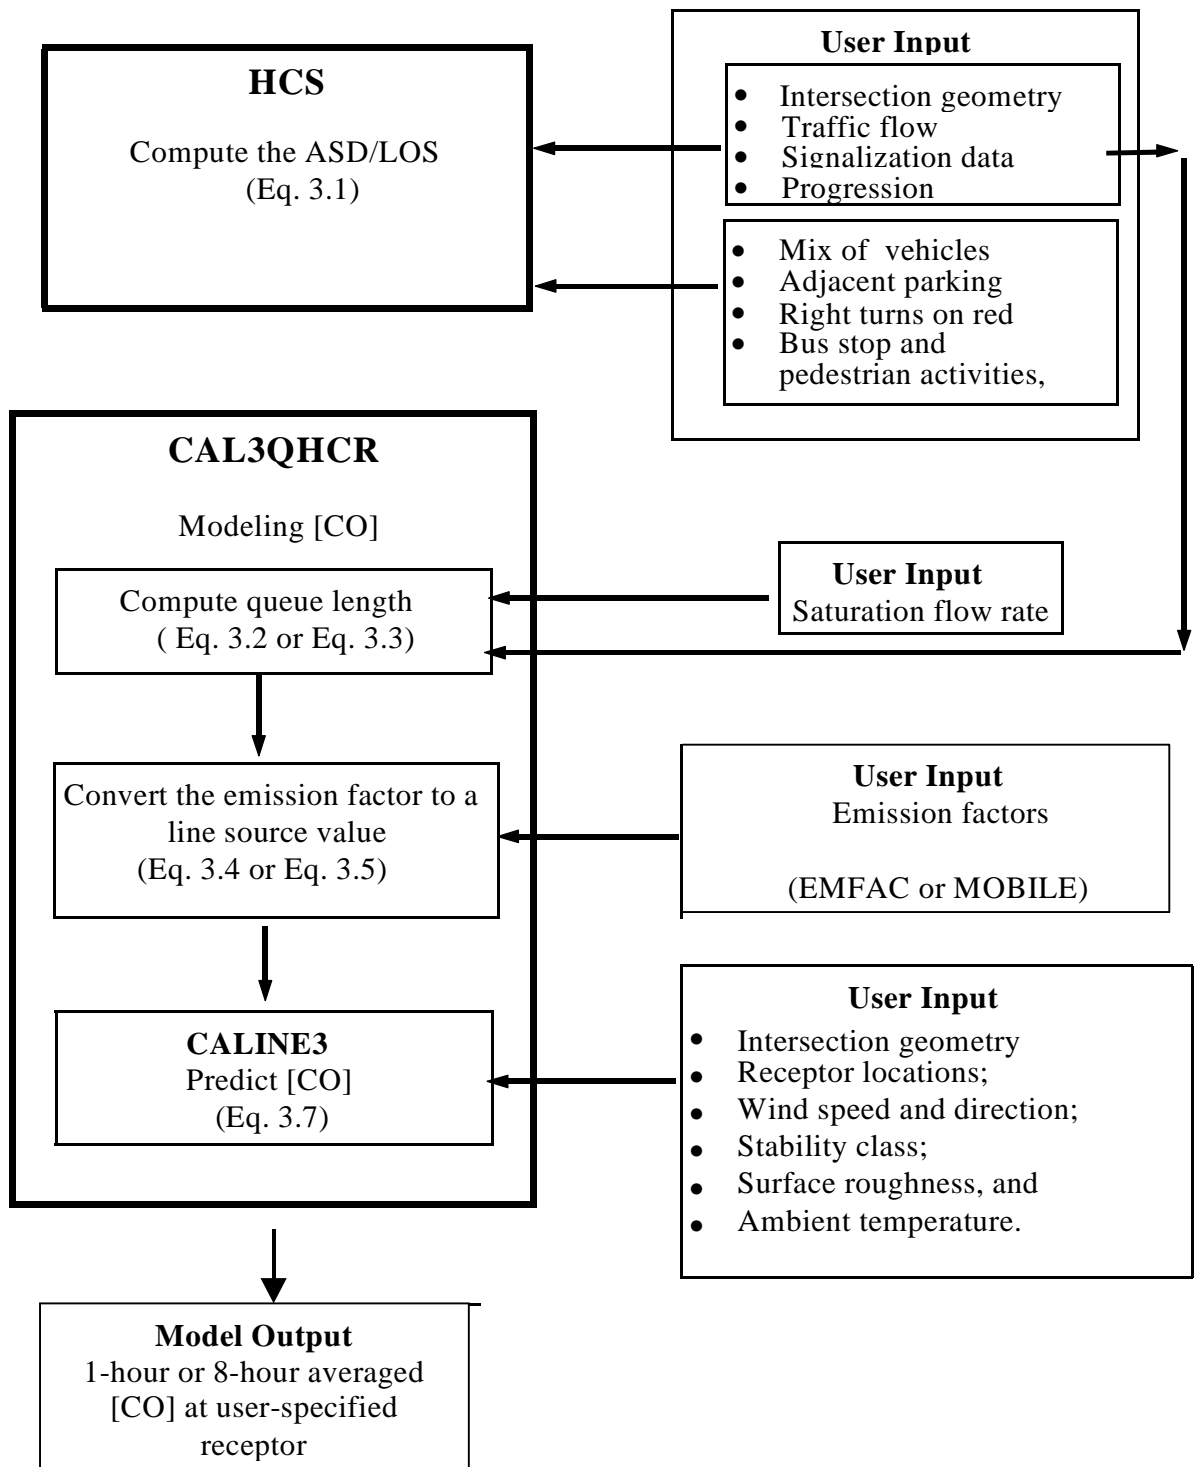 HCS
Compute the ASD/LOS
(Eq. 3.1)
User Input
• Intersection geometry
• Traffic flow
• Signalization data
• Progression
• Mix of vehicles
• Adjacent parking
• Right turns on red
• Bus stop and
pedestrian activities,
CAL3QHCR
Modeling [CO]
Compute queue length
( Eq. 3.2 or Eq. 3.3)
User Input
Saturation flow rate
Convert the emission factor to a
line source value
(Eq. 3.4 or Eq. 3.5)
User Input
Emission factors
(EMFAC or MOBILE)
CALINE3
Predict [CO]
(Eq. 3.7)
User Input
• Intersection geometry
• Receptor locations;
• Wind speed and direction;
• Stability class;
• Surface roughness, and
• Ambient temperature.
Model Output
1-hour or 8-hour averaged
[CO] at user-specified
receptor